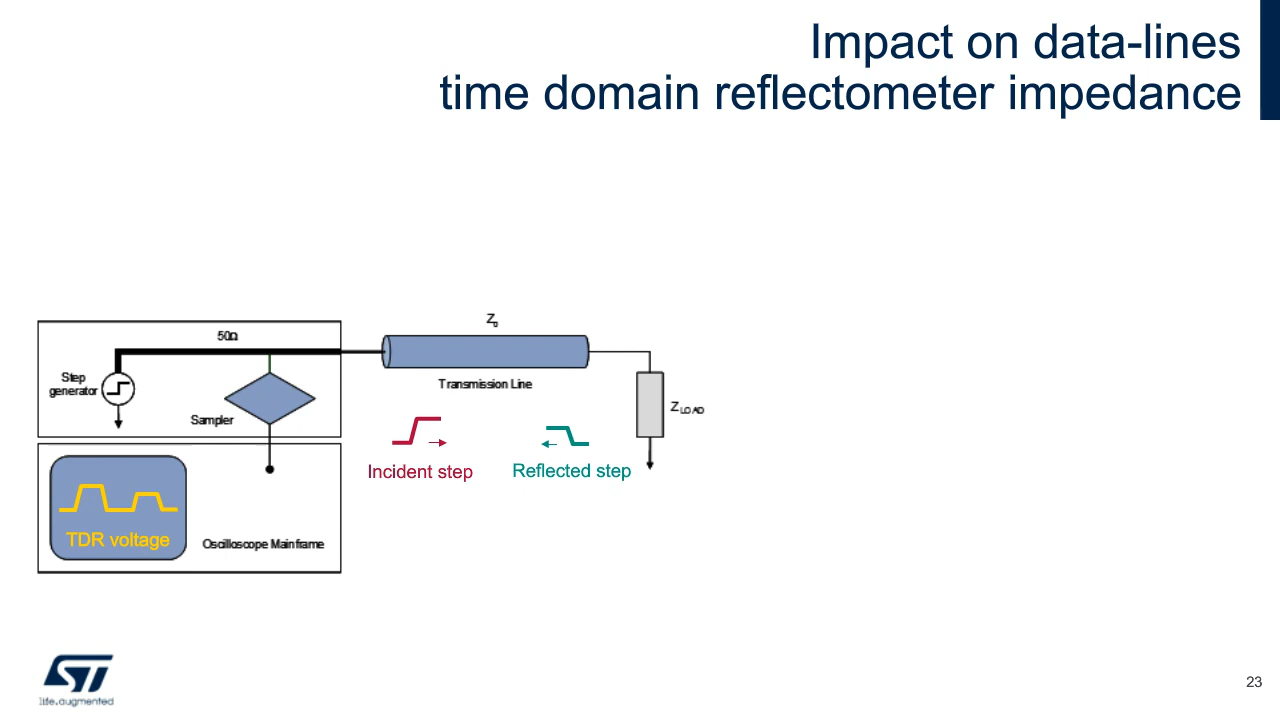 Impact on data-lines
time domain reflectometer impedance
50Ω
Step
generator
Sampler
Z0
Transmission Line
ZLOAD
Incident step
Reflected step
TDR voltage
Oscilloscope Mainframe
ST
life.augmented
23